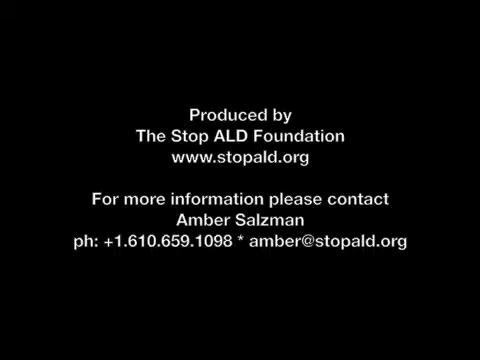 Produced by
The Stop ALD Foundation
www.stopald.org
For more information please contact
Amber Salzman
ph: +1.610.659.1098 * amber@stopald.org